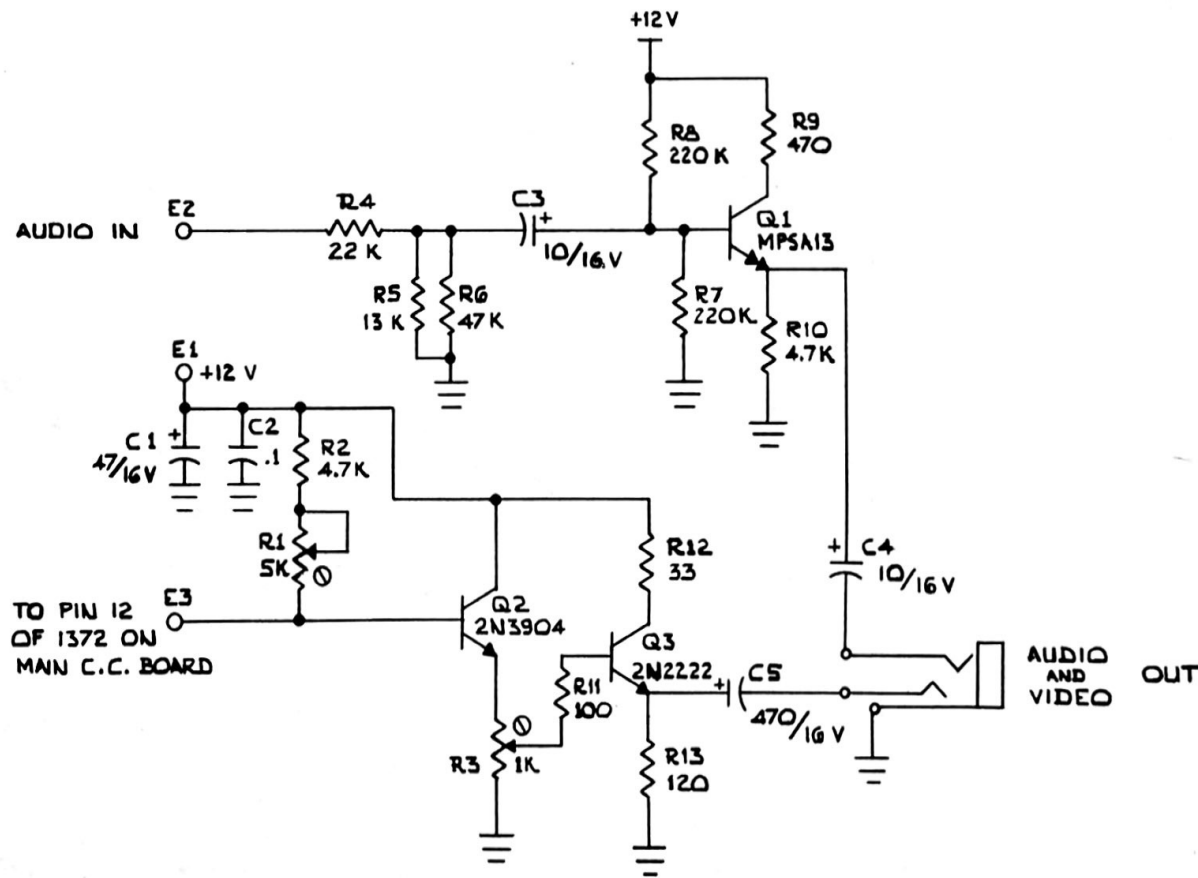 +12V
R8
220 K
R9
470
AUDIO IN
E2
R4
22 K
C3
+
10/16V
Q1
MPSA13
R5
13 K
R6
47K
R7
220K
R10
4.7K
E1
+12 V
C1
+
47/16V
C2
.1
R2
4.7K
R1
5K
TO PIN 12
OF 1372 ON
MAIN C.C. BOARD
E3
Q2
2N3904
R12
33
+
C4
10/16V
Q3
2N2222
R11
100
+
C5
470/16V
AUDIO
AND
VIDEO
OUT
R3
1K
R13
120